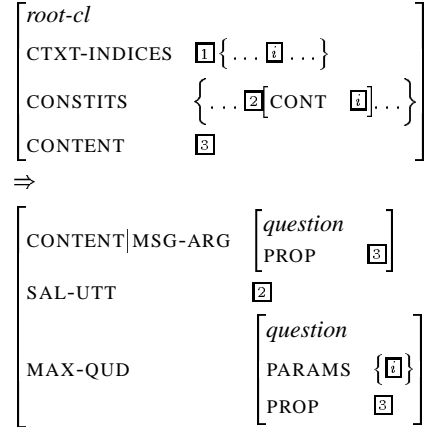 root-cl
CTXT-INDICES 1 { ... i ... }
CONSTITS { ... 2 [CONT i] ... }
CONTENT 3
⇒
CONTENT|MSG-ARG [question
PROP 3]
SAL-UTT 2
MAX-QUD [question
PARAMS {i}
PROP 3]